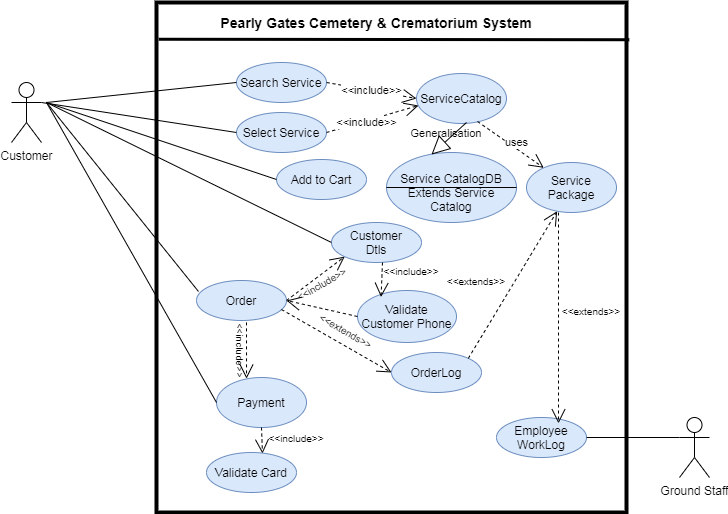 Pearly Gates Cemetery & Crematorium System
Search Service
<<include>>
ServiceCatalog
Customer
Select Service
<<include>>
Generalisation
uses
Add to Cart
Service CatalogDB
Extends Service
Catalog
Service
Package
Customer
Dtls
<<include>>
<<include>>
<<extends>>
Order
Validate
Customer Phone
<<extends>>
<<extends>>
<<include>>
OrderLog
Payment
Employee
WorkLog
<<include>>
Validate Card
Ground Staff